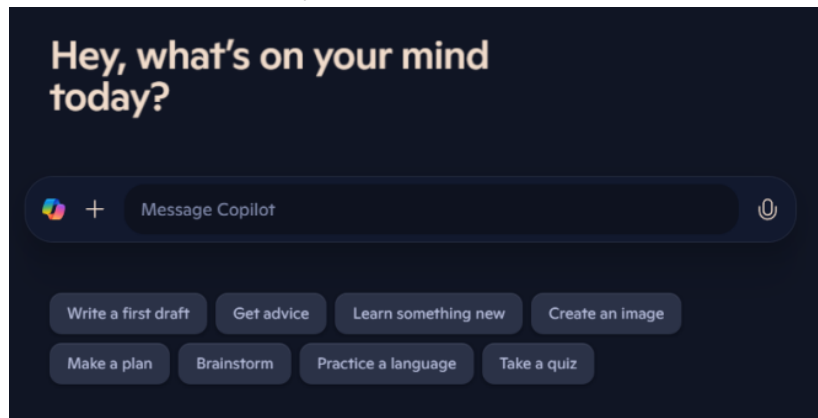 Hey, what's on your mind
today?
Message Copilot
Write a first draft Get advice Learn something new Create an image
Make a plan Brainstorm Practice a language Take a quiz